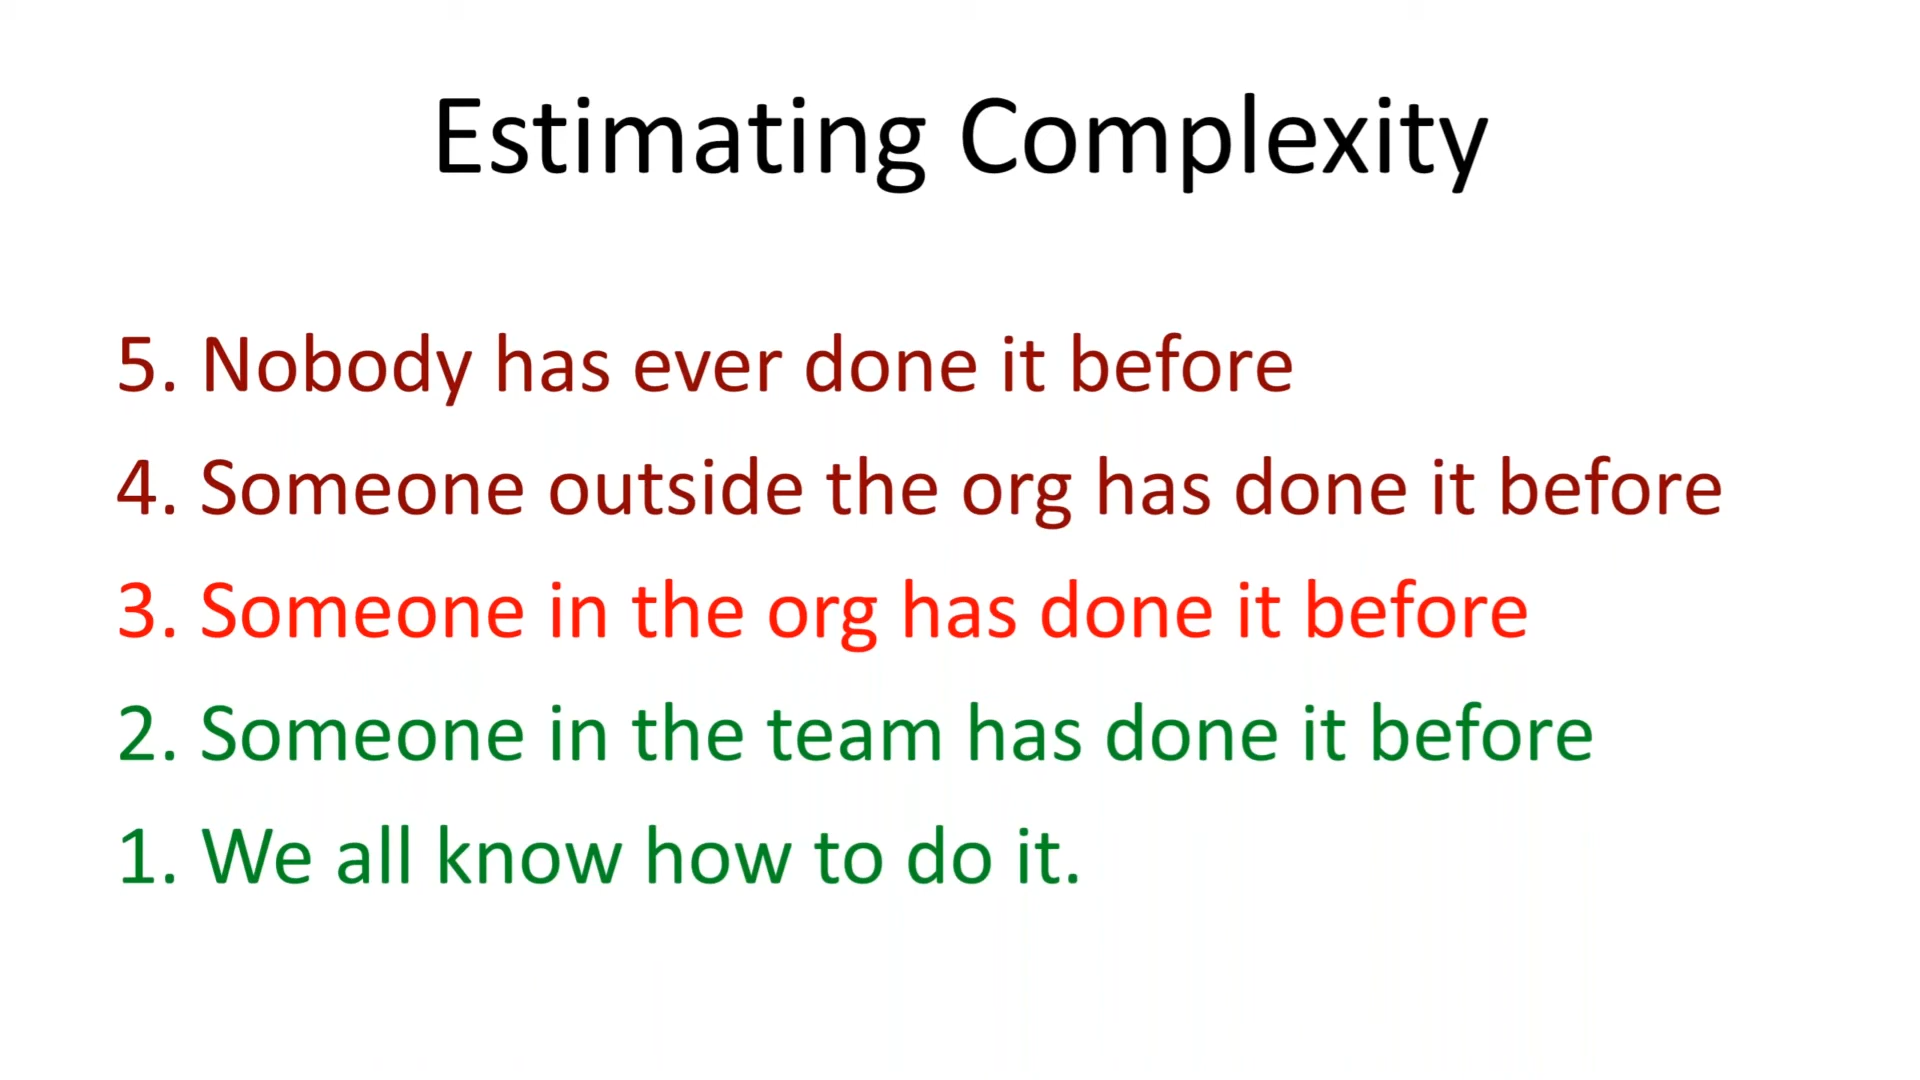 Estimating Complexity
5. Nobody has ever done it before
4. Someone outside the org has done it before
3. Someone in the org has done it before
2. Someone in the team has done it before
1. We all know how to do it.